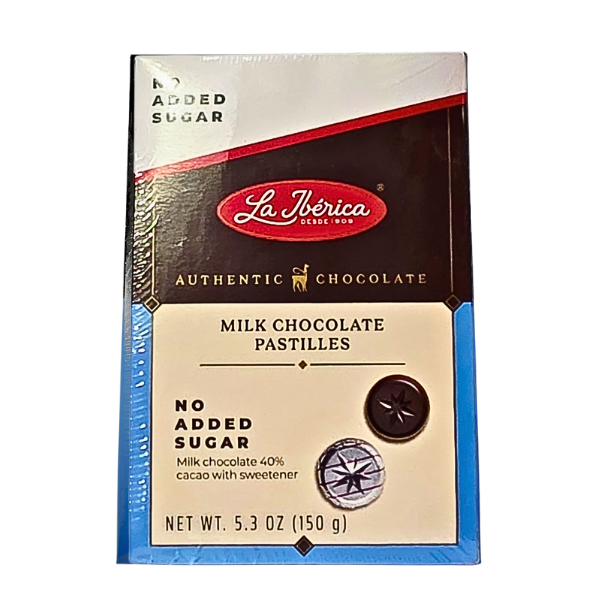 NO
ADDED
SUGAR
La Ibérica
®
DESDE 1909
AUTHENTIC CHOCOLATE
MILK CHOCOLATE
PASTILLES
NO
ADDED
SUGAR
Milk chocolate 40%
cacao with sweetener
NET WT. 5.3 OZ (150 g)